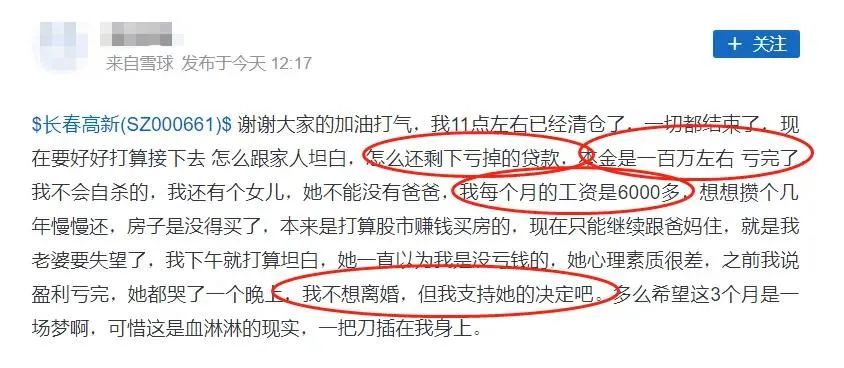 来自雪球 发布于今天 12:17
+ 关注
$长春高新(SZ000661)$ 谢谢大家的加油打气，我11点左右已经清仓了，一切都结束了，现
在要好好打算接下去 怎么跟家人坦白，怎么还剩下亏掉的贷款，本金是一百万左右 亏完了
我不会自杀的，我还有个女儿，她不能没有爸爸，我每个月的工资是6000多，想想攒个几
年慢慢还，房子是没得买了，本来是打算股市赚钱买房的，现在只能继续跟爸妈住，就是我
老婆要失望了，我下午就打算坦白，她一直以为我是没亏钱的，她心理素质很差，之前我说
盈利亏完，她都哭了一个晚上，我不想离婚，但我支持她的决定吧。多么希望这3个月是一
场梦啊，可惜这是血淋淋的现实，一把刀插在我身上。